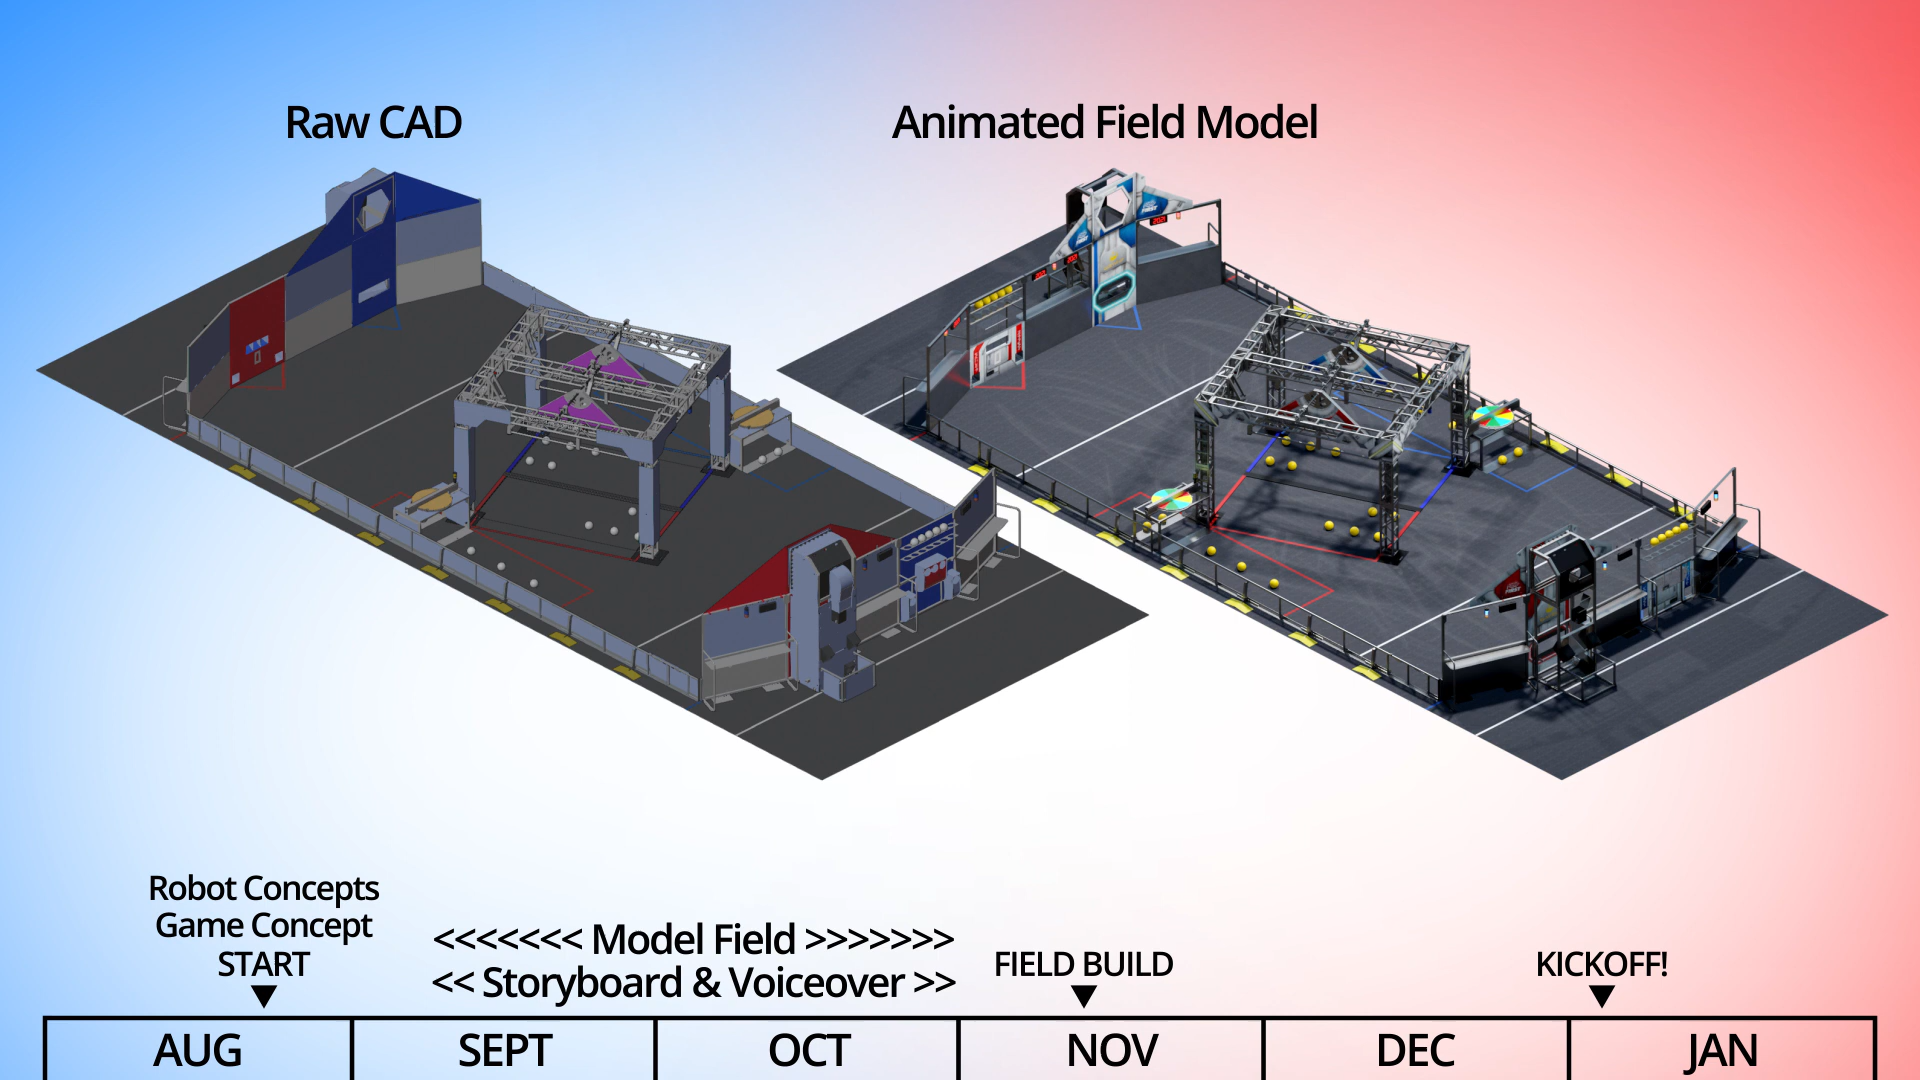 Raw CAD
Animated Field Model
Robot Concepts
Game Concept
START
<<<<<<< Model Field >>>>>>>
<< Storyboard & Voiceover >>
FIELD BUILD
KICKOFF!
AUG
SEPT
OCT
NOV
DEC
JAN